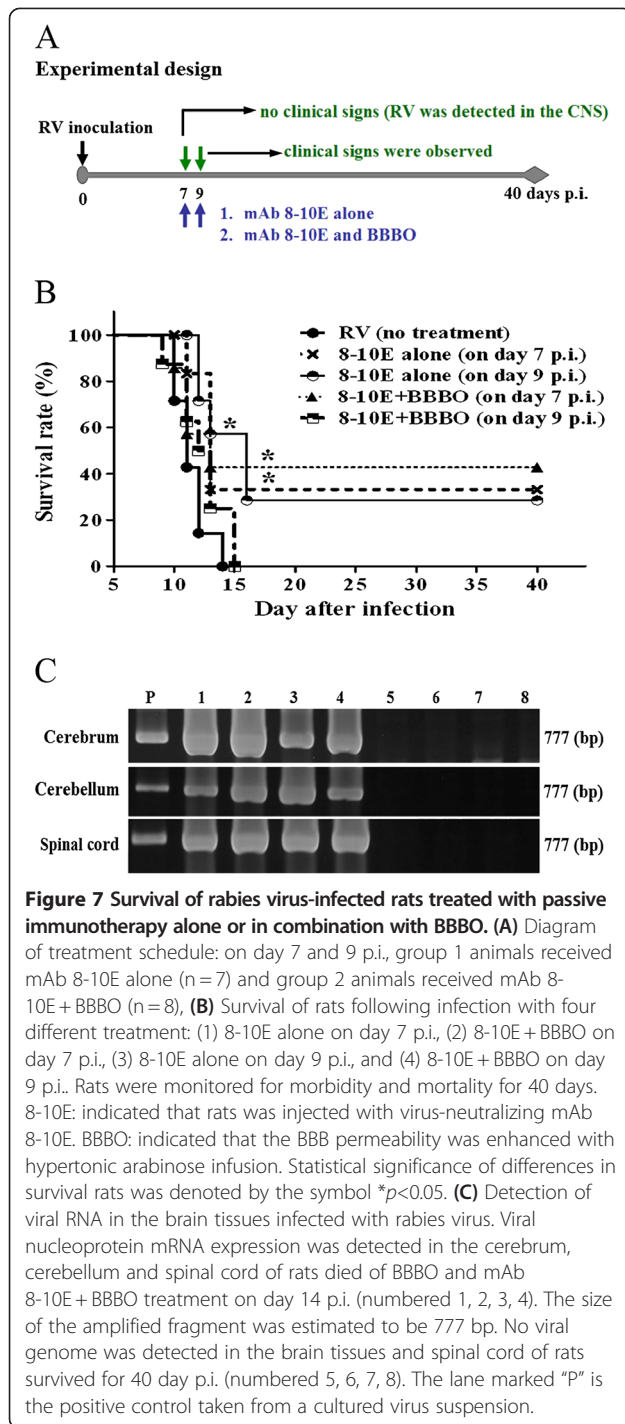 A
Experimental design
no clinical signs (RV was detected in the CNS)
RV inoculation
clinical signs were observed
0
7 9
40 days p.i.
1. mAb 8-10E alone
2. mAb 8-10E and BBBO
B
Survival rate (%)
100
80
60
40
20
0
RV (no treatment)
8-10E alone (on day 7 p.i.)
8-10E alone (on day 9 p.i.)
8-10E+BBBO (on day 7 p.i.)
8-10E+BBBO (on day 9 p.i.)
*
*
*
5 10 15 20 25 30 35 40
Day after infection
C
P 1 2 3 4 5 6 7 8
Cerebrum 777 (bp)
Cerebellum 777 (bp)
Spinal cord 777 (bp)
Figure 7 Survival of rabies virus-infected rats treated with passive
immunotherapy alone or in combination with BBBO. (A) Diagram
of treatment schedule: on day 7 and 9 p.i., group 1 animals received
mAb 8-10E alone (n = 7) and group 2 animals received mAb 8-
10E + BBBO (n = 8), (B) Survival of rats following infection with four
different treatment: (1) 8-10E alone on day 7 p.i., (2) 8-10E + BBBO on
day 7 p.i., (3) 8-10E alone on day 9 p.i., and (4) 8-10E + BBBO on day
9 p.i.. Rats were monitored for morbidity and mortality for 40 days.
8-10E: indicated that rats was injected with virus-neutralizing mAb
8-10E. BBBO: indicated that the BBB permeability was enhanced with
hypertonic arabinose infusion. Statistical significance of differences in
survival rats was denoted by the symbol *p<0.05. (C) Detection of
viral RNA in the brain tissues infected with rabies virus. Viral
nucleoprotein mRNA expression was detected in the cerebrum,
cerebellum and spinal cord of rats died of BBBO and mAb
8-10E + BBBO treatment on day 14 p.i. (numbered 1, 2, 3, 4). The size
of the amplified fragment was estimated to be 777 bp. No viral
genome was detected in the brain tissues and spinal cord of rats
survived for 40 day p.i. (numbered 5, 6, 7, 8). The lane marked "P" is
the positive control taken from a cultured virus suspension.